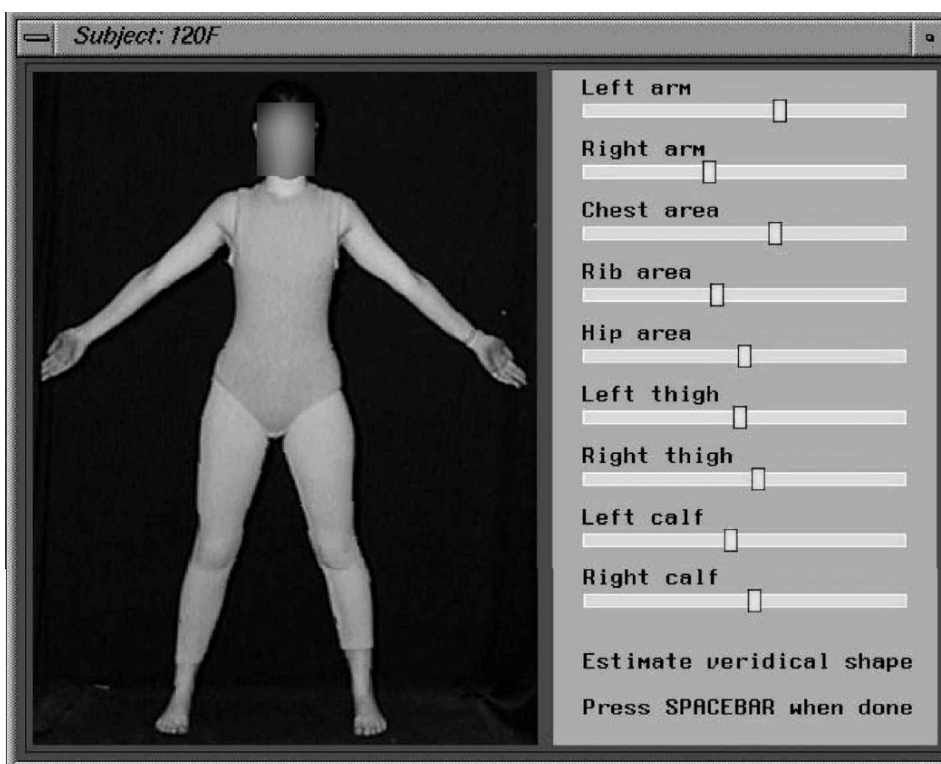 Subject: 120F
Left arm
Right arm
Chest area
Rib area
Hip area
Left thigh
Right thigh
Left calf
Right calf
Estimate veridical shape
Press SPACEBAR when done